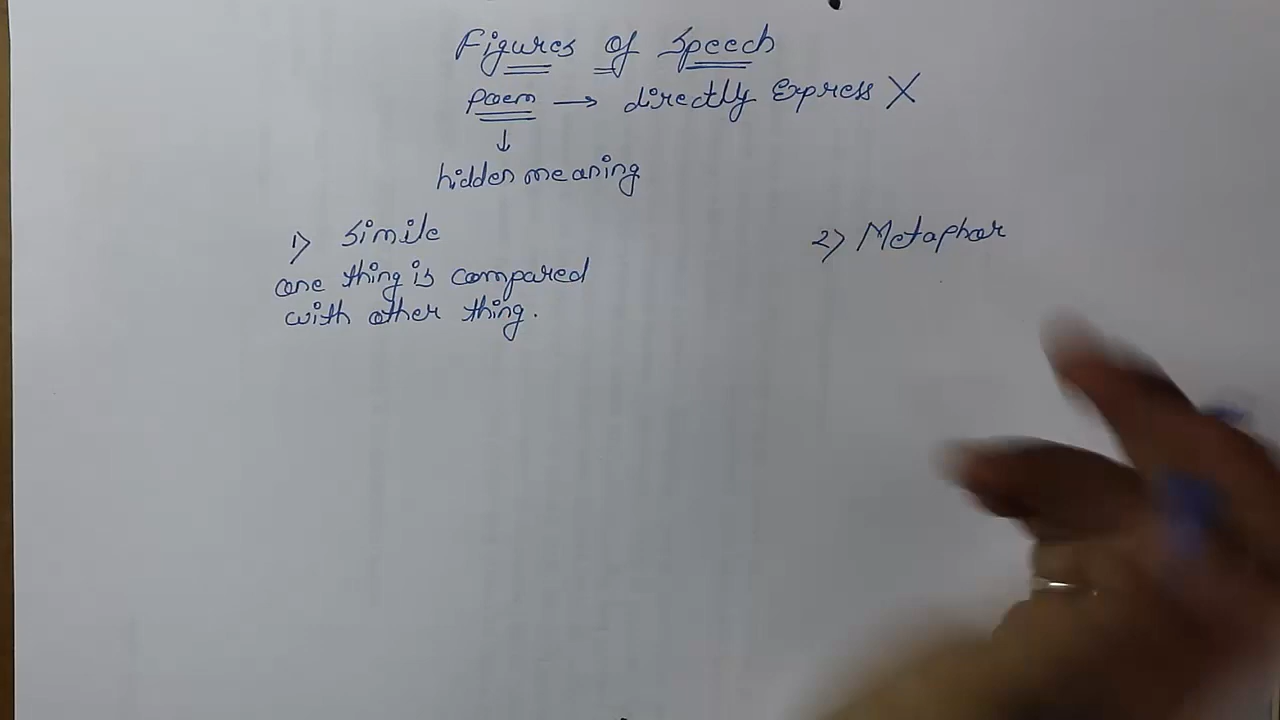 Figures of Speech
Poem → directly Express X
↓
hidden meaning
1) Simile
one thing is compared
with other thing.
2) Metaphor